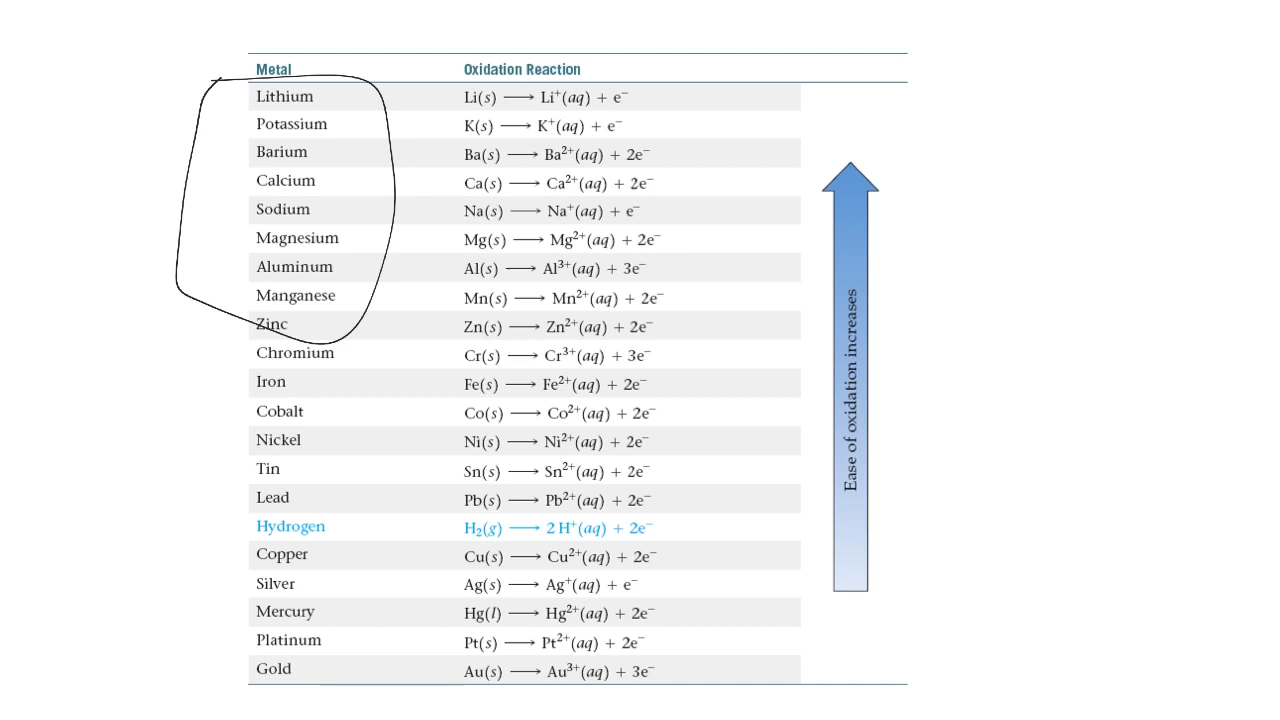 Metal Oxidation Reaction
Lithium Li(s) ⟶ Li⁺(aq) + e⁻
Potassium K(s) ⟶ K⁺(aq) + e⁻
Barium Ba(s) ⟶ Ba²⁺(aq) + 2e⁻
Calcium Ca(s) ⟶ Ca²⁺(aq) + 2e⁻
Sodium Na(s) ⟶ Na⁺(aq) + e⁻
Magnesium Mg(s) ⟶ Mg²⁺(aq) + 2e⁻
Aluminum Al(s) ⟶ Al³⁺(aq) + 3e⁻
Manganese Mn(s) ⟶ Mn²⁺(aq) + 2e⁻
Zinc Zn(s) ⟶ Zn²⁺(aq) + 2e⁻
Chromium Cr(s) ⟶ Cr³⁺(aq) + 3e⁻
Iron Fe(s) ⟶ Fe²⁺(aq) + 2e⁻
Cobalt Co(s) ⟶ Co²⁺(aq) + 2e⁻
Nickel Ni(s) ⟶ Ni²⁺(aq) + 2e⁻
Tin Sn(s) ⟶ Sn²⁺(aq) + 2e⁻
Lead Pb(s) ⟶ Pb²⁺(aq) + 2e⁻
Hydrogen H₂(g) ⟶ 2 H⁺(aq) + 2e⁻
Copper Cu(s) ⟶ Cu²⁺(aq) + 2e⁻
Silver Ag(s) ⟶ Ag⁺(aq) + e⁻
Mercury Hg(l) ⟶ Hg²⁺(aq) + 2e⁻
Platinum Pt(s) ⟶ Pt²⁺(aq) + 2e⁻
Gold Au(s) ⟶ Au³⁺(aq) + 3e⁻
Ease of oxidation increases